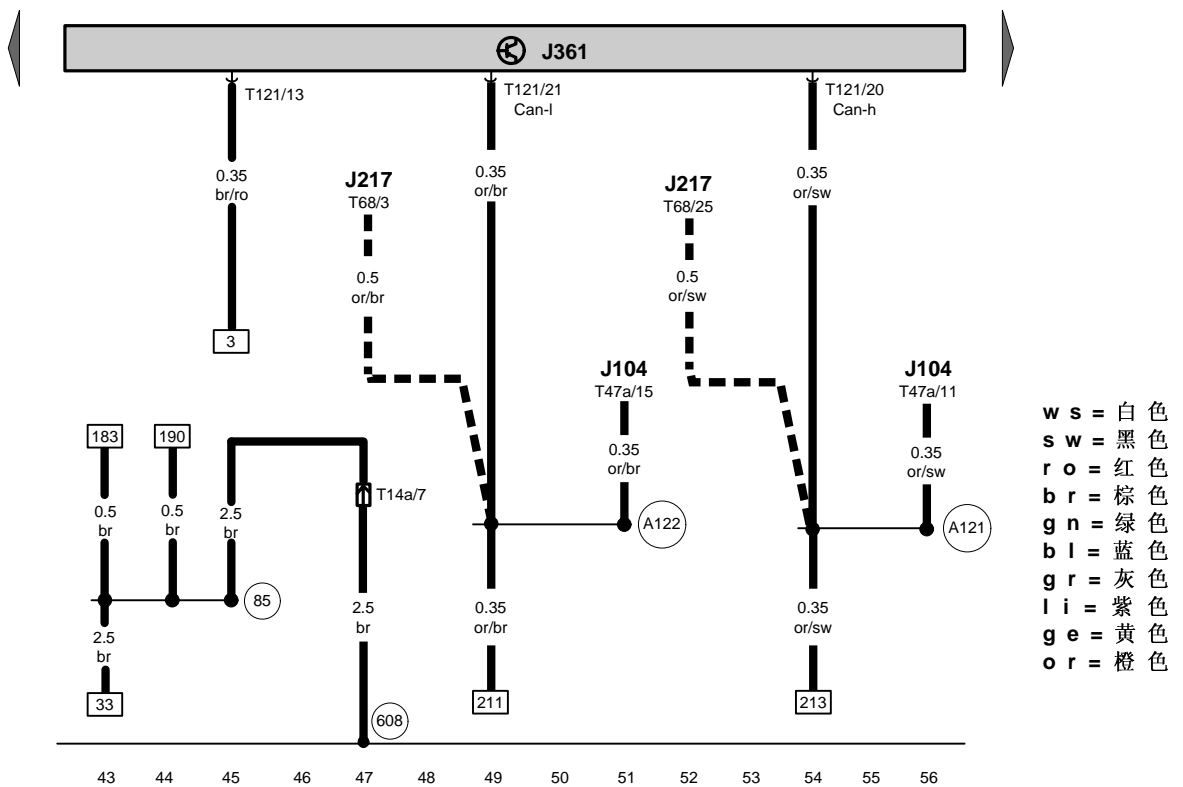 J361
T121/13
T121/21
Can-l
T121/20
Can-h
0.35
br/ro
J217
T68/3
0.35
or/br
J217
T68/25
0.35
or/sw
0.5
or/br
0.5
or/sw
3
J104
T47a/15
J104
T47a/11
183
190
0.35
or/br
0.35
or/sw
T14a/7
0.5
br
0.5
br
2.5
br
A122
A121
85
2.5
br
2.5
br
0.35
or/br
0.35
or/sw
33
211
213
608
43 44 45 46 47 48 49 50 51 52 53 54 55 56
ws=白色
sw=黑色
ro=红色
br=棕色
gn=绿色
bl=蓝色
gr=灰色
li=紫色
ge=黄色
or=橙色